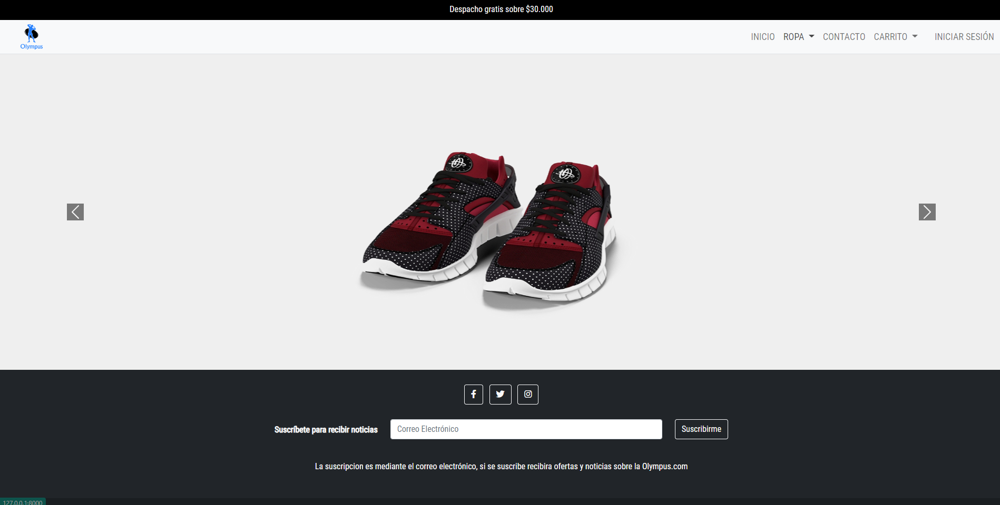 Despacho gratis sobre $30.000
Olympus
INICIO ROPA CONTACTO CARRITO INICIAR SESIÓN
Suscríbete para recibir noticias Correo Electrónico Suscribirme
La suscripcion es mediante el correo electrónico, si se suscribe recibira ofertas y noticias sobre la Olympus.com
127.0.0.1:8000